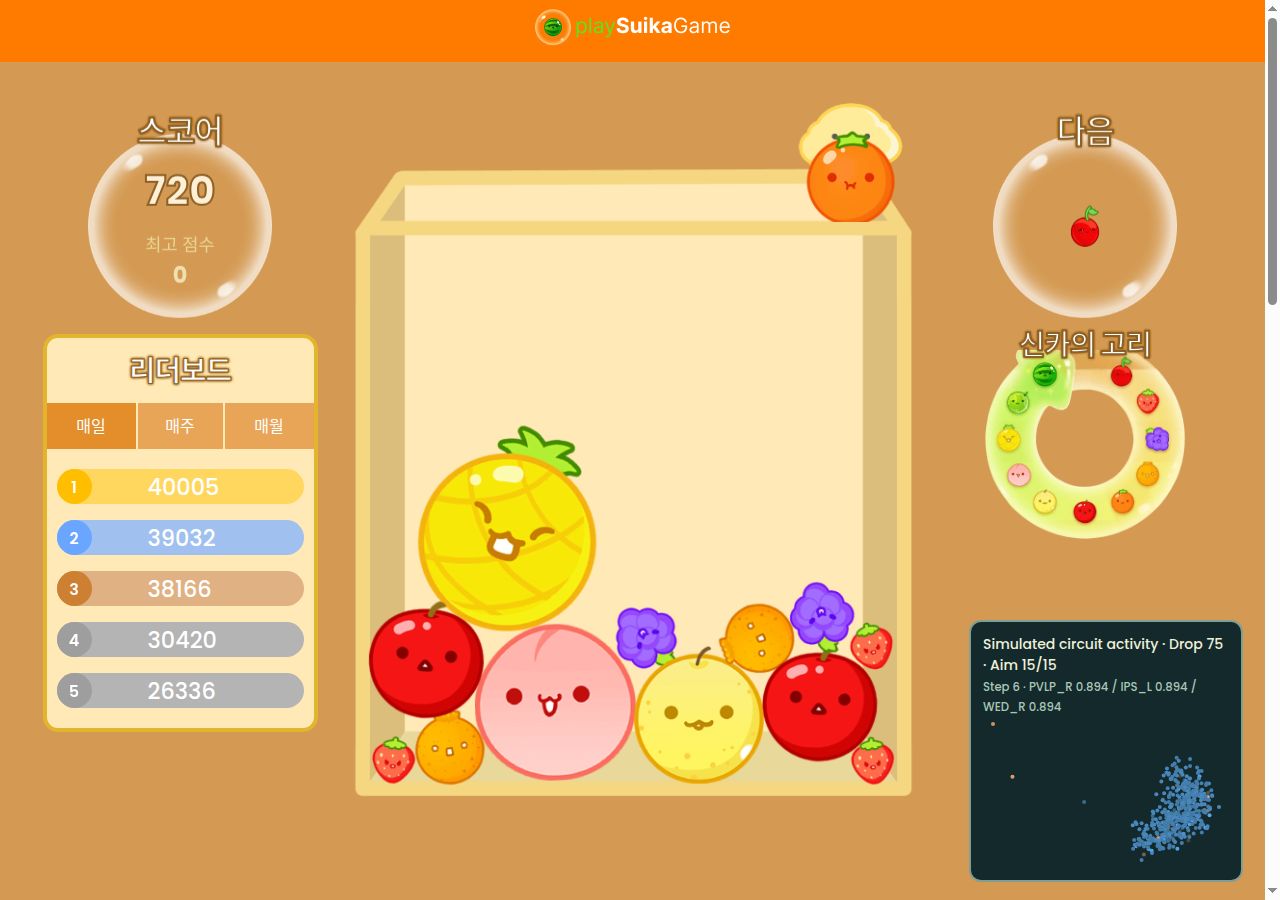 playSuikaGame
스코어
720
최고 점수
0
리더보드
매일 매주 매월
1 40005
2 39032
3 38166
4 30420
5 26336
다음
신카의 고리
Simulated circuit activity · Drop 75
· Aim 15/15
Step 6 · PVLP_R 0.894 / IPS_L 0.894 /
WED_R 0.894